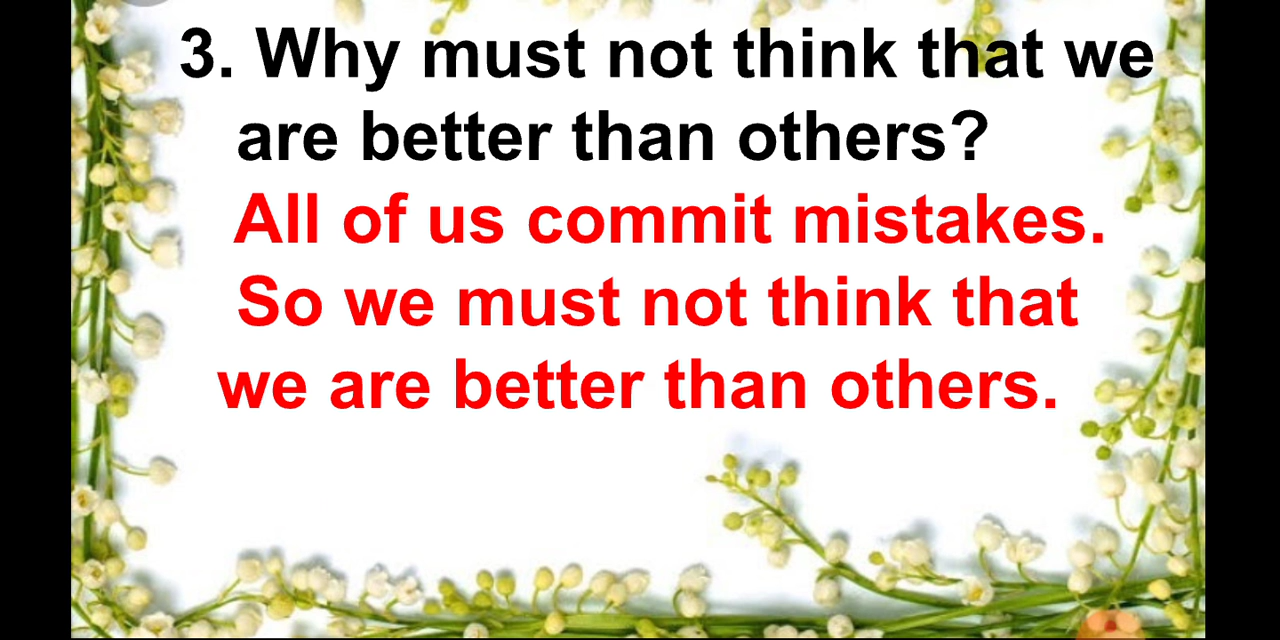 3. Why must not think that we
are better than others?
All of us commit mistakes.
So we must not think that
we are better than others.